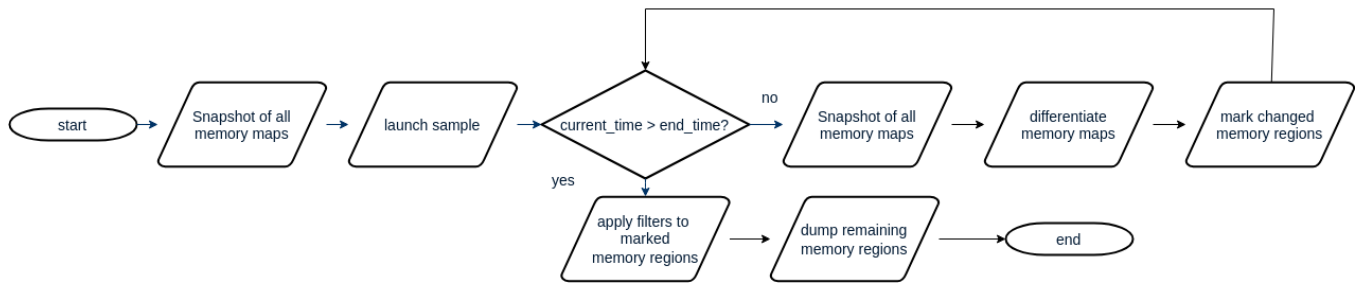 start
Snapshot of all
memory maps
launch sample
current_time > end_time?
no
Snapshot of all
memory maps
differentiate
memory maps
mark changed
memory regions
yes
apply filters to
marked
memory regions
dump remaining
memory regions
end